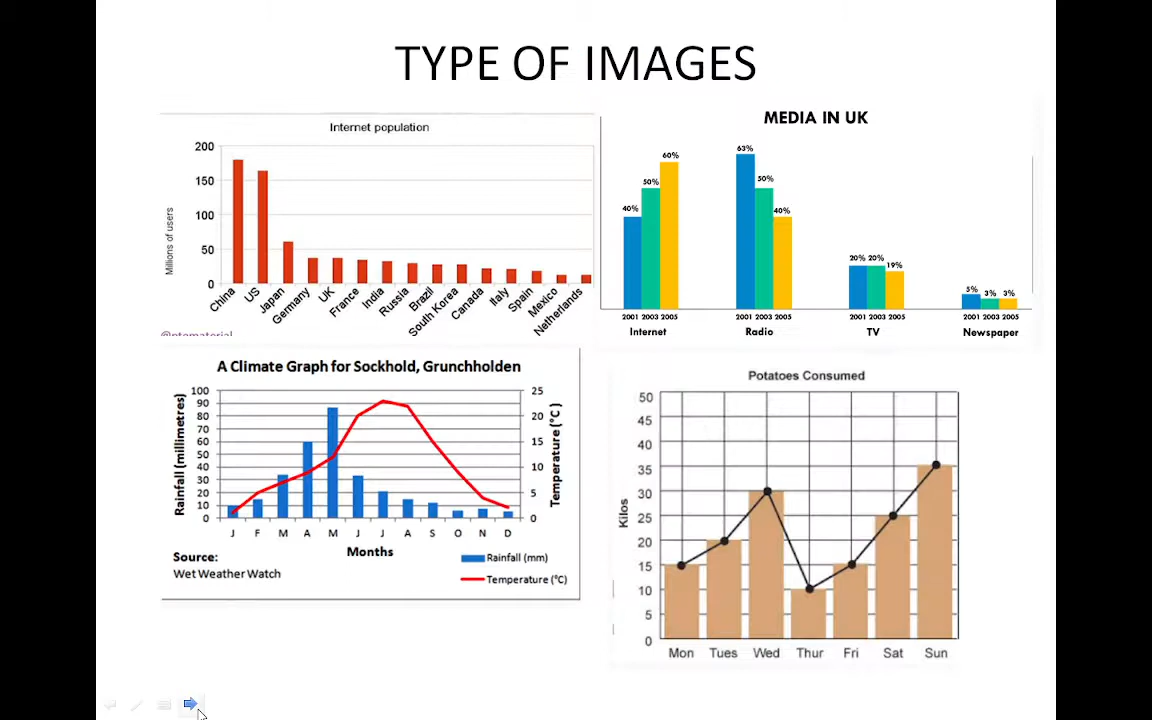 TYPE OF IMAGES
Internet population
Millions of users
200
150
100
50
0
China
US
Japan
Germany
UK
France
India
Russia
Brazil
South Korea
Canada
Italy
Spain
Mexico
Netherlands
@ptematerial
MEDIA IN UK
40% 50% 60%
63% 50% 40%
20% 20% 19%
5% 3% 3%
2001 2003 2005 2001 2003 2005 2001 2003 2005 2001 2003 2005
Internet Radio TV Newspaper
A Climate Graph for Sockhold, Grunchholden
Rainfall (millimetres)
100
90
80
70
60
50
40
30
20
10
0
25
20
15
10
5
0
Temperature (°C)
J F M A M J J A S O N D
Months
Source:
Wet Weather Watch
Rainfall (mm)
Temperature (°C)
Potatoes Consumed
Kilos
50
45
40
35
30
25
20
15
10
5
0
Mon Tues Wed Thur Fri Sat Sun